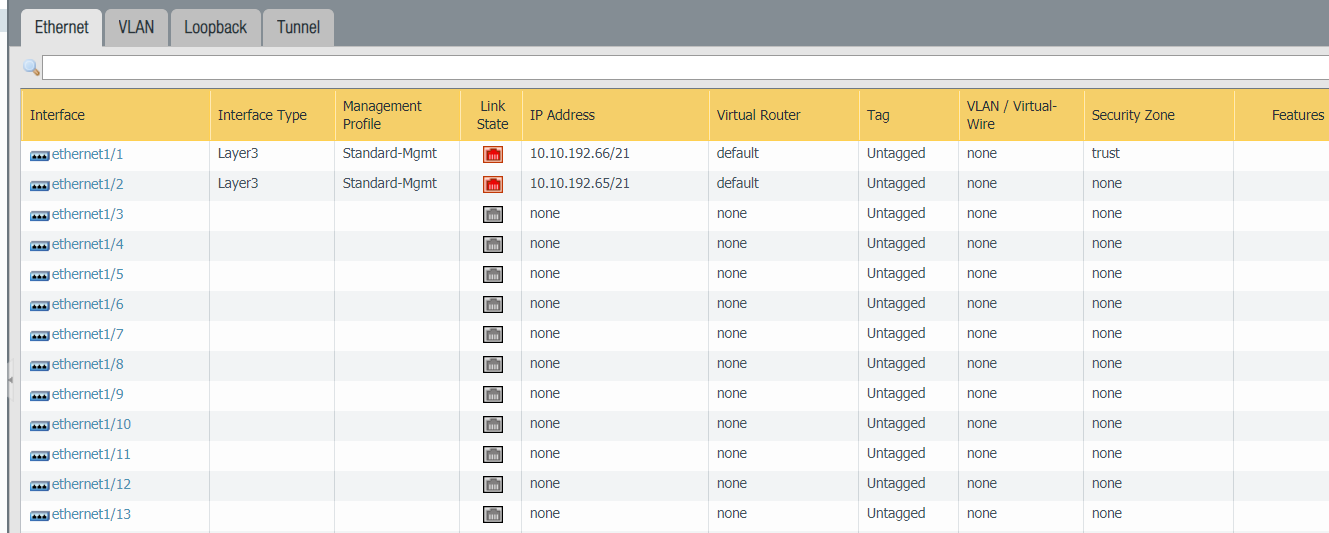 Ethernet VLAN Loopback Tunnel
Interface Interface Type Management Profile Link State IP Address Virtual Router Tag VLAN / Virtual-Wire Security Zone Features
ethernet1/1 Layer3 Standard-Mgmt 10.10.192.66/21 default Untagged none trust
ethernet1/2 Layer3 Standard-Mgmt 10.10.192.65/21 default Untagged none none
ethernet1/3 none none Untagged none none
ethernet1/4 none none Untagged none none
ethernet1/5 none none Untagged none none
ethernet1/6 none none Untagged none none
ethernet1/7 none none Untagged none none
ethernet1/8 none none Untagged none none
ethernet1/9 none none Untagged none none
ethernet1/10 none none Untagged none none
ethernet1/11 none none Untagged none none
ethernet1/12 none none Untagged none none
ethernet1/13 none none Untagged none none